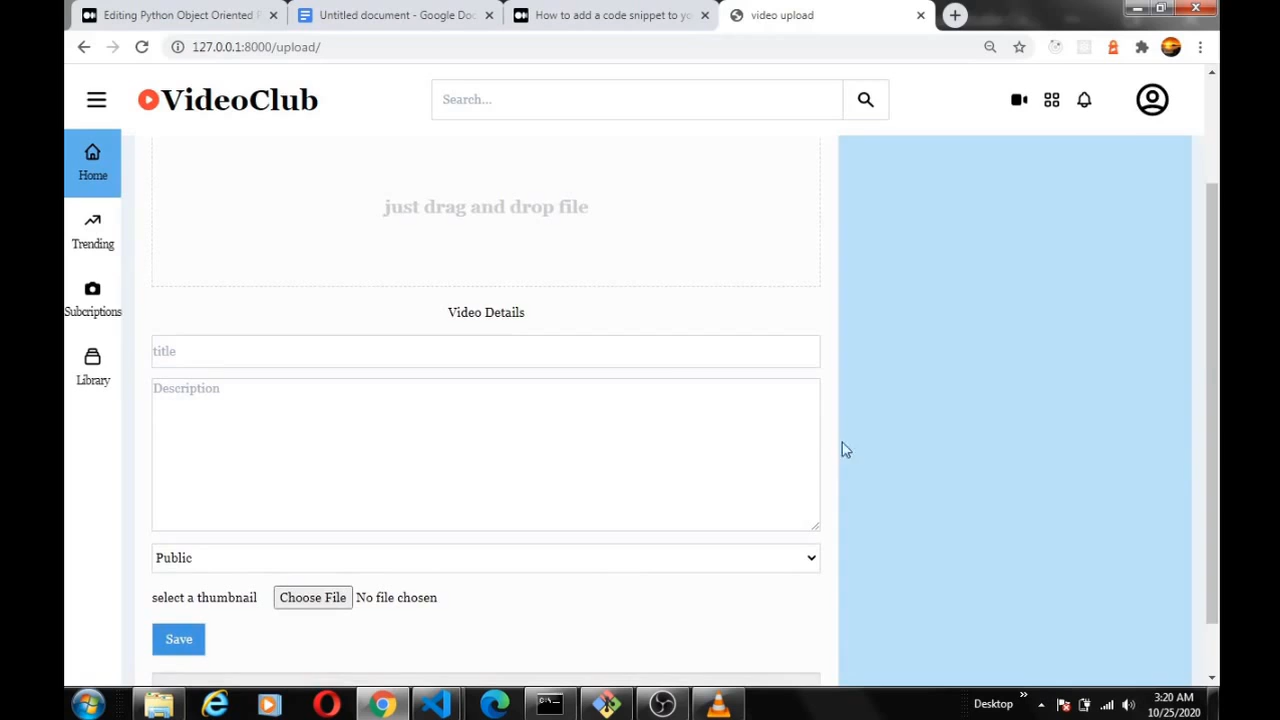 Editing Python Object Oriented P
Untitled document - Google Doc
How to add a code snippet to yo
video upload
127.0.0.1:8000/upload/
VideoClub
Search...
Home
Trending
Subcriptions
Library
just drag and drop file
Video Details
title
Description
Public
select a thumbnail
Choose File
No file chosen
Save
Desktop
3:20 AM
10/25/2020